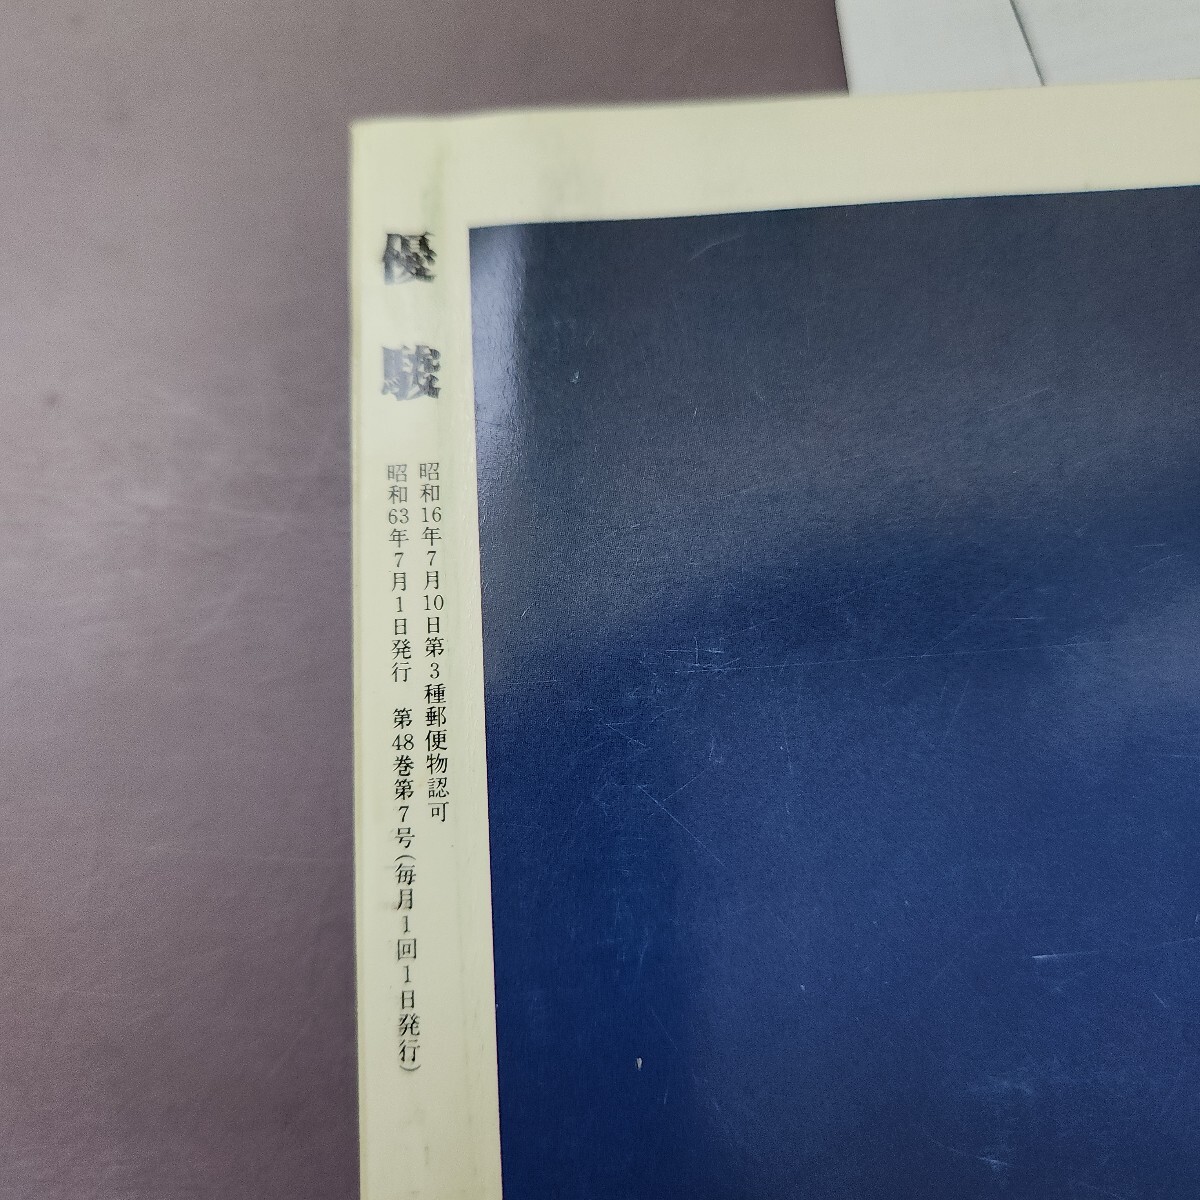 優駿
昭和16年7月10日第3種郵便物認可
昭和63年7月1日発行 第48巻第7号(毎月1回1日発行)